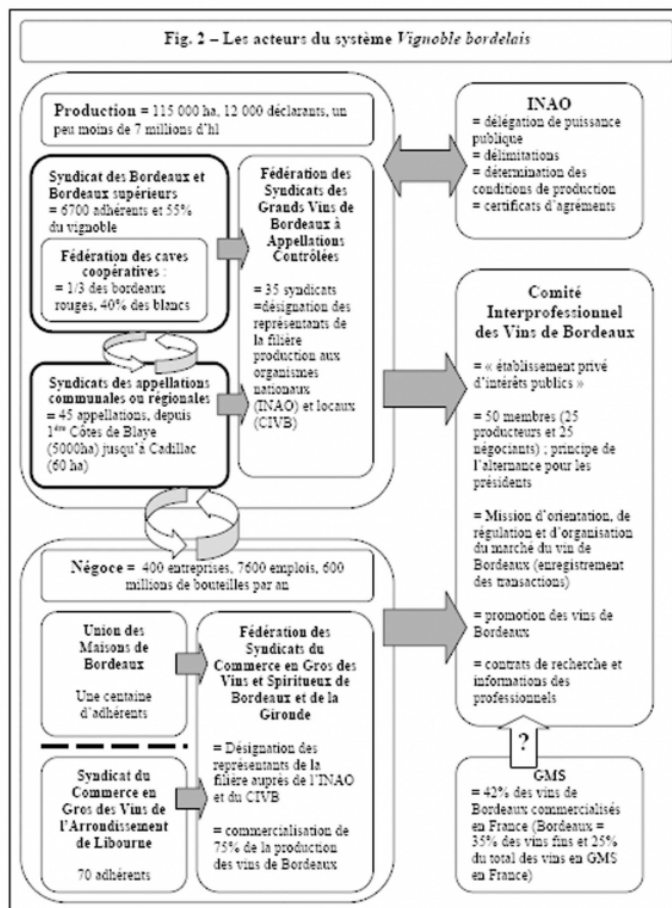 Fig. 2 – Les acteurs du système Vignoble bordelais
Production = 115 000 ha, 12 000 déclarants, un
peu moins de 7 millions d'hl
Syndicat des Bordeaux et
Bordeaux supérieurs
= 6700 adhérents et 55%
du vignoble
Fédération des caves
coopératives :
= 1/3 des bordeaux
rouges, 40% des blancs
Syndicats des appellations
communales ou régionales
= 45 appellations, depuis
1ères Côtes de Blaye
(5000ha) jusqu'à Cadillac
(60 ha)
Fédération des
Syndicats des
Grands Vins de
Bordeaux à
Appellations
Contrôlées
= 35 syndicats
=désignation des
représentants de
la filière
production aux
organismes
nationaux
(INAO) et locaux
(CIVB)
INAO
= délégation de puissance
publique
= délimitations
= détermination des
conditions de production
= certificats d'agréments
Comité
Interprofessionnel
des Vins de Bordeaux
= « établissement privé
d'intérêts publics »
= 50 membres (25
producteurs et 25
négociants) ; principe de
l'alternance pour les
présidents
= Mission d'orientation, de
régulation et d'organisation
du marché du vin de
Bordeaux (enregistrement
des transactions)
= promotion des vins de
Bordeaux
= contrats de recherche et
informations des
professionnels
Négoce = 400 entreprises, 7600 emplois, 600
millions de bouteilles par an
Union des
Maisons de
Bordeaux
Une centaine
d'adhérents
Syndicat du
Commerce en
Gros des Vins de
l'Arrondissement
de Libourne
70 adhérents
Fédération des
Syndicats du
Commerce en Gros des
Vins et Spiritueux de
Bordeaux et de la
Gironde
= Désignation des
représentants de la
filière auprès de l'INAO
et du CIVB
= commercialisation de
75% de la production
des vins de Bordeaux
?
GMS
= 42% des vins de
Bordeaux commercialisés
en France (Bordeaux =
35% des vins fins et 25%
du total des vins en GMS
en France)